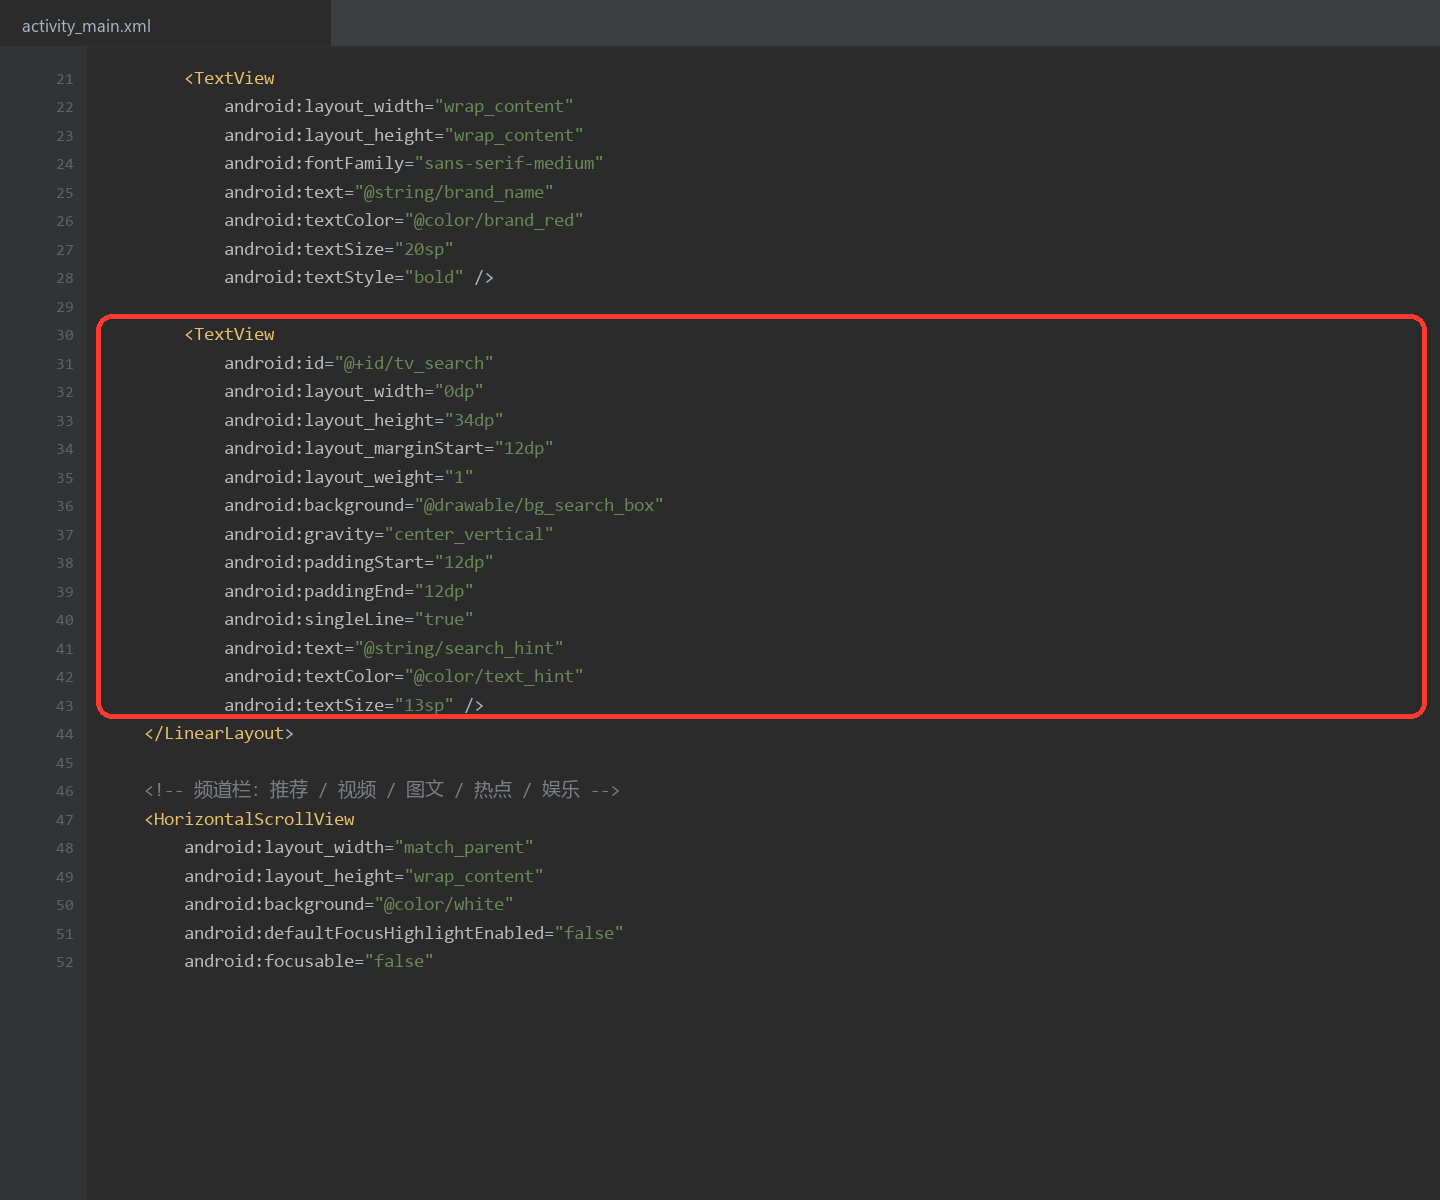 activity_main.xml
21 <TextView
22 android:layout_width="wrap_content"
23 android:layout_height="wrap_content"
24 android:fontFamily="sans-serif-medium"
25 android:text="@string/brand_name"
26 android:textColor="@color/brand_red"
27 android:textSize="20sp"
28 android:textStyle="bold" />
29
30 <TextView
31 android:id="@+id/tv_search"
32 android:layout_width="0dp"
33 android:layout_height="34dp"
34 android:layout_marginStart="12dp"
35 android:layout_weight="1"
36 android:background="@drawable/bg_search_box"
37 android:gravity="center_vertical"
38 android:paddingStart="12dp"
39 android:paddingEnd="12dp"
40 android:singleLine="true"
41 android:text="@string/search_hint"
42 android:textColor="@color/text_hint"
43 android:textSize="13sp" />
44 </LinearLayout>
45
46 <!-- 频道栏：推荐 / 视频 / 图文 / 热点 / 娱乐 -->
47 <HorizontalScrollView
48 android:layout_width="match_parent"
49 android:layout_height="wrap_content"
50 android:background="@color/white"
51 android:defaultFocusHighlightEnabled="false"
52 android:focusable="false"